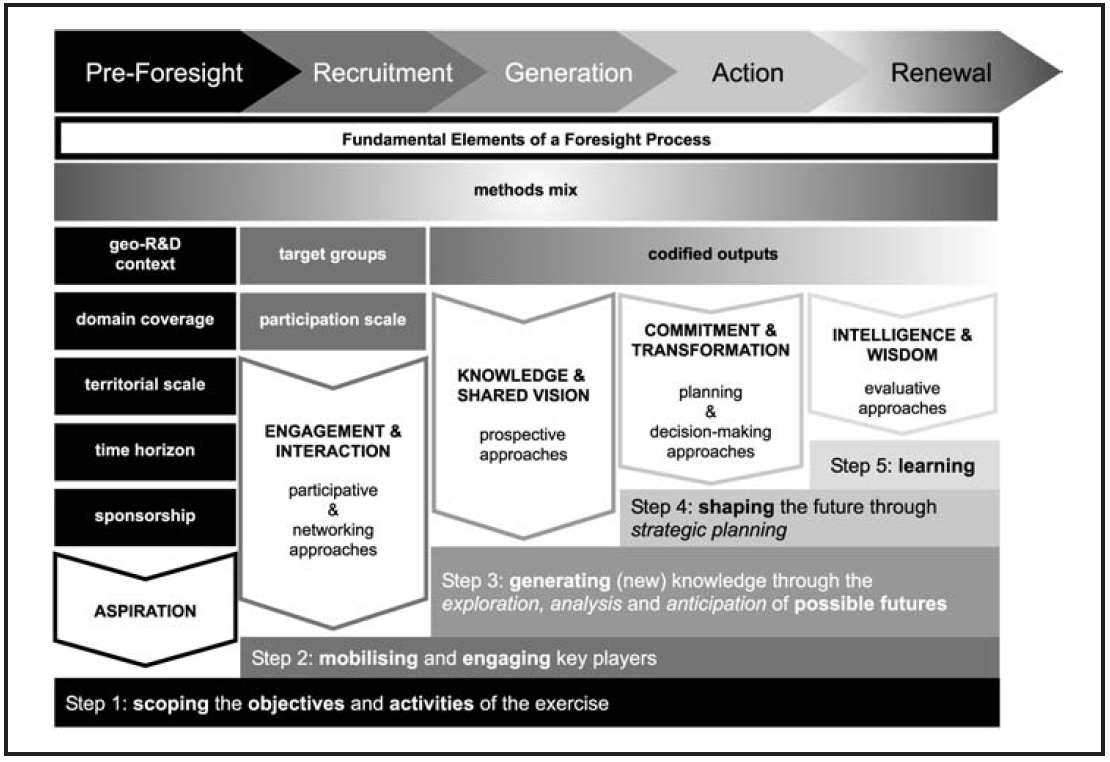 Pre-Foresight
Recruitment
Generation
Action
Renewal
Fundamental Elements of a Foresight Process
methods mix
geo-R&D
context
target groups
codified outputs
domain coverage
participation scale
territorial scale
time horizon
sponsorship
ASPIRATION
ENGAGEMENT &
INTERACTION
participative
&
networking
approaches
KNOWLEDGE &
SHARED VISION
prospective
approaches
COMMITMENT &
TRANSFORMATION
planning
&
decision-making
approaches
INTELLIGENCE &
WISDOM
evaluative
approaches
Step 5: learning
Step 4: shaping the future through
strategic planning
Step 3: generating (new) knowledge through the
exploration, analysis and anticipation of possible futures
Step 2: mobilising and engaging key players
Step 1: scoping the objectives and activities of the exercise